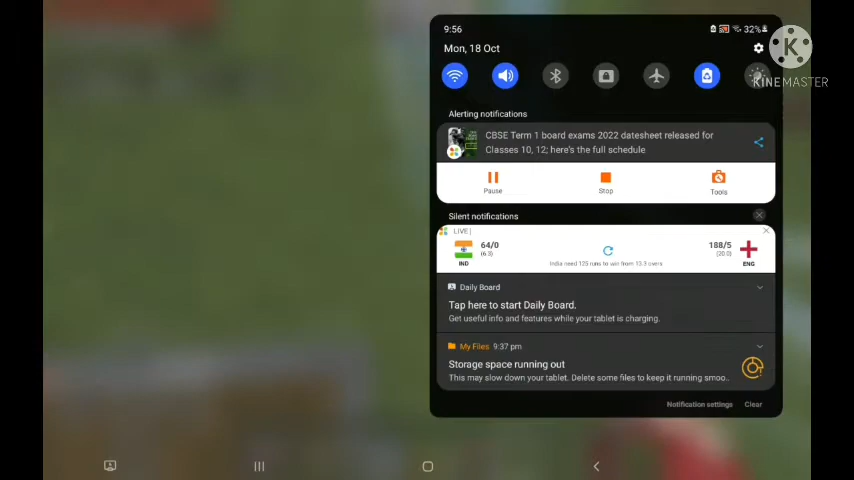 9:56
32%
Mon, 18 Oct
KINEMASTER
Alerting notifications
CBSE Term 1 board exams 2022 datesheet released for
Classes 10, 12; here's the full schedule
Pause Stop Tools
Silent notifications
LIVE |
64/0 188/5
(6.3) (20.0)
IND India need 125 runs to win from 13.3 overs ENG
Daily Board
Tap here to start Daily Board.
Get useful info and features while your tablet is charging.
My Files 9:37 pm
Storage space running out
This may slow down your tablet. Delete some files to keep it running smoo..
Notification settings Clear